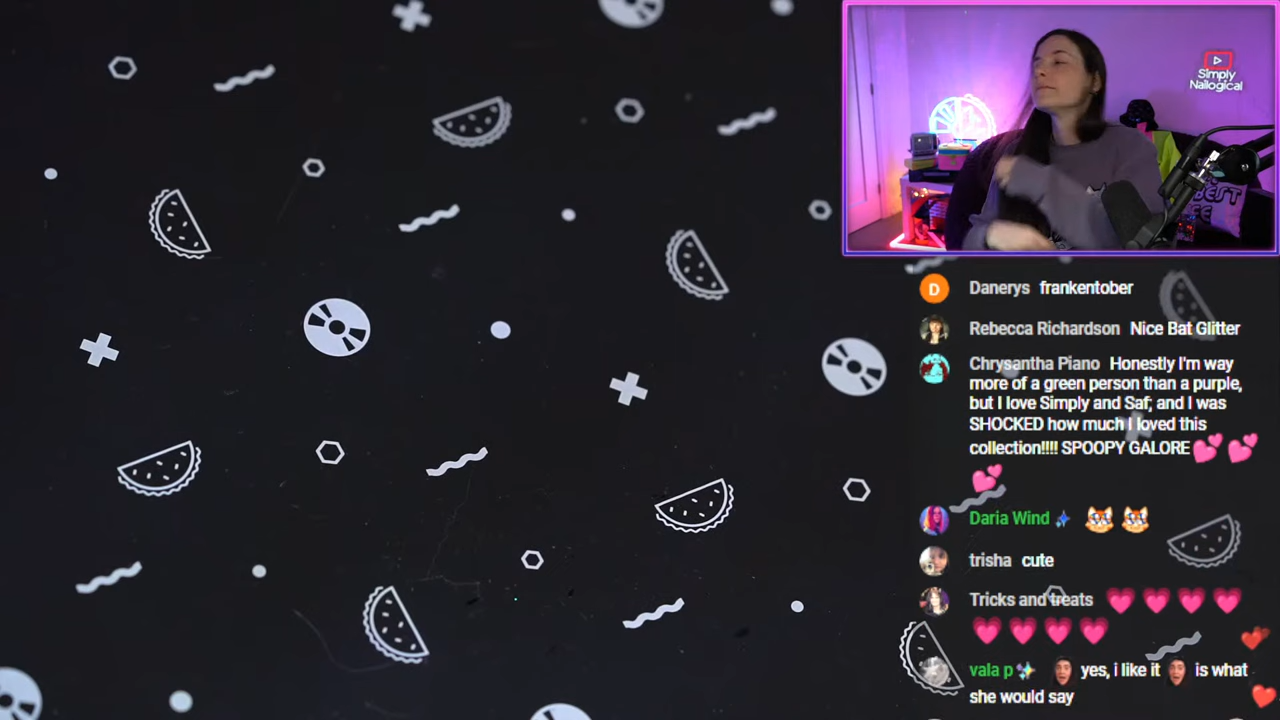 Simply
Nailogical
BEST
Danerys frankentober
Rebecca Richardson Nice Bat Glitter
Chrysantha Piano Honestly I'm way
more of a green person than a purple,
but I love Simply and Saf; and I was
SHOCKED how much I loved this
collection!!!! SPOOPY GALORE💕💕
💕
Daria Wind✨
trisha cute
Tricks and treats 💗💗💗💗
💗💗💗💗
vala p✨ yes, i like it is what
she would say